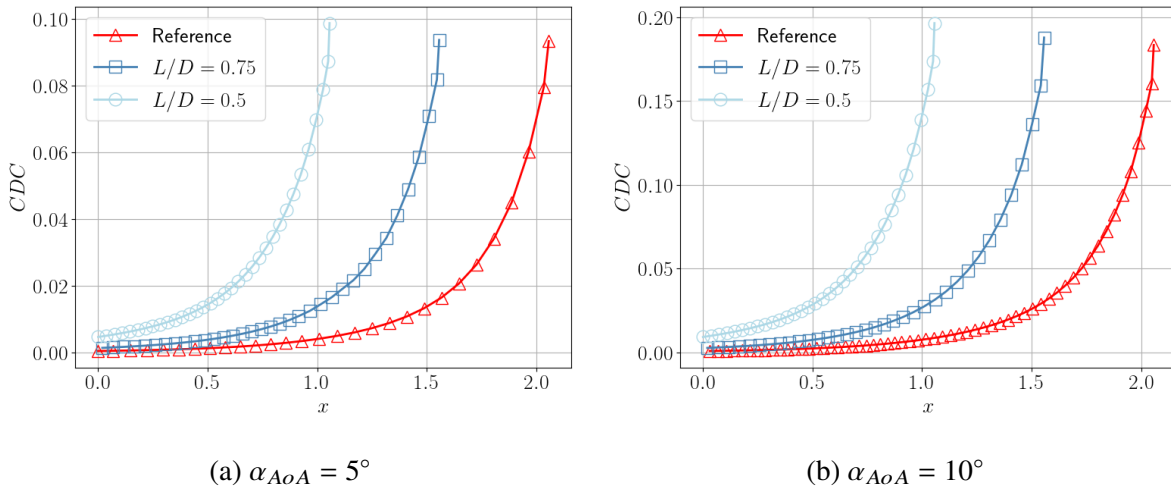 0.10
0.08
0.06
0.04
0.02
0.00
CDC
0.0 0.5 1.0 1.5 2.0
x
Reference
L/D = 0.75
L/D = 0.5
(a) α_AoA = 5°
0.20
0.15
0.10
0.05
0.00
CDC
0.0 0.5 1.0 1.5 2.0
x
Reference
L/D = 0.75
L/D = 0.5
(b) α_AoA = 10°